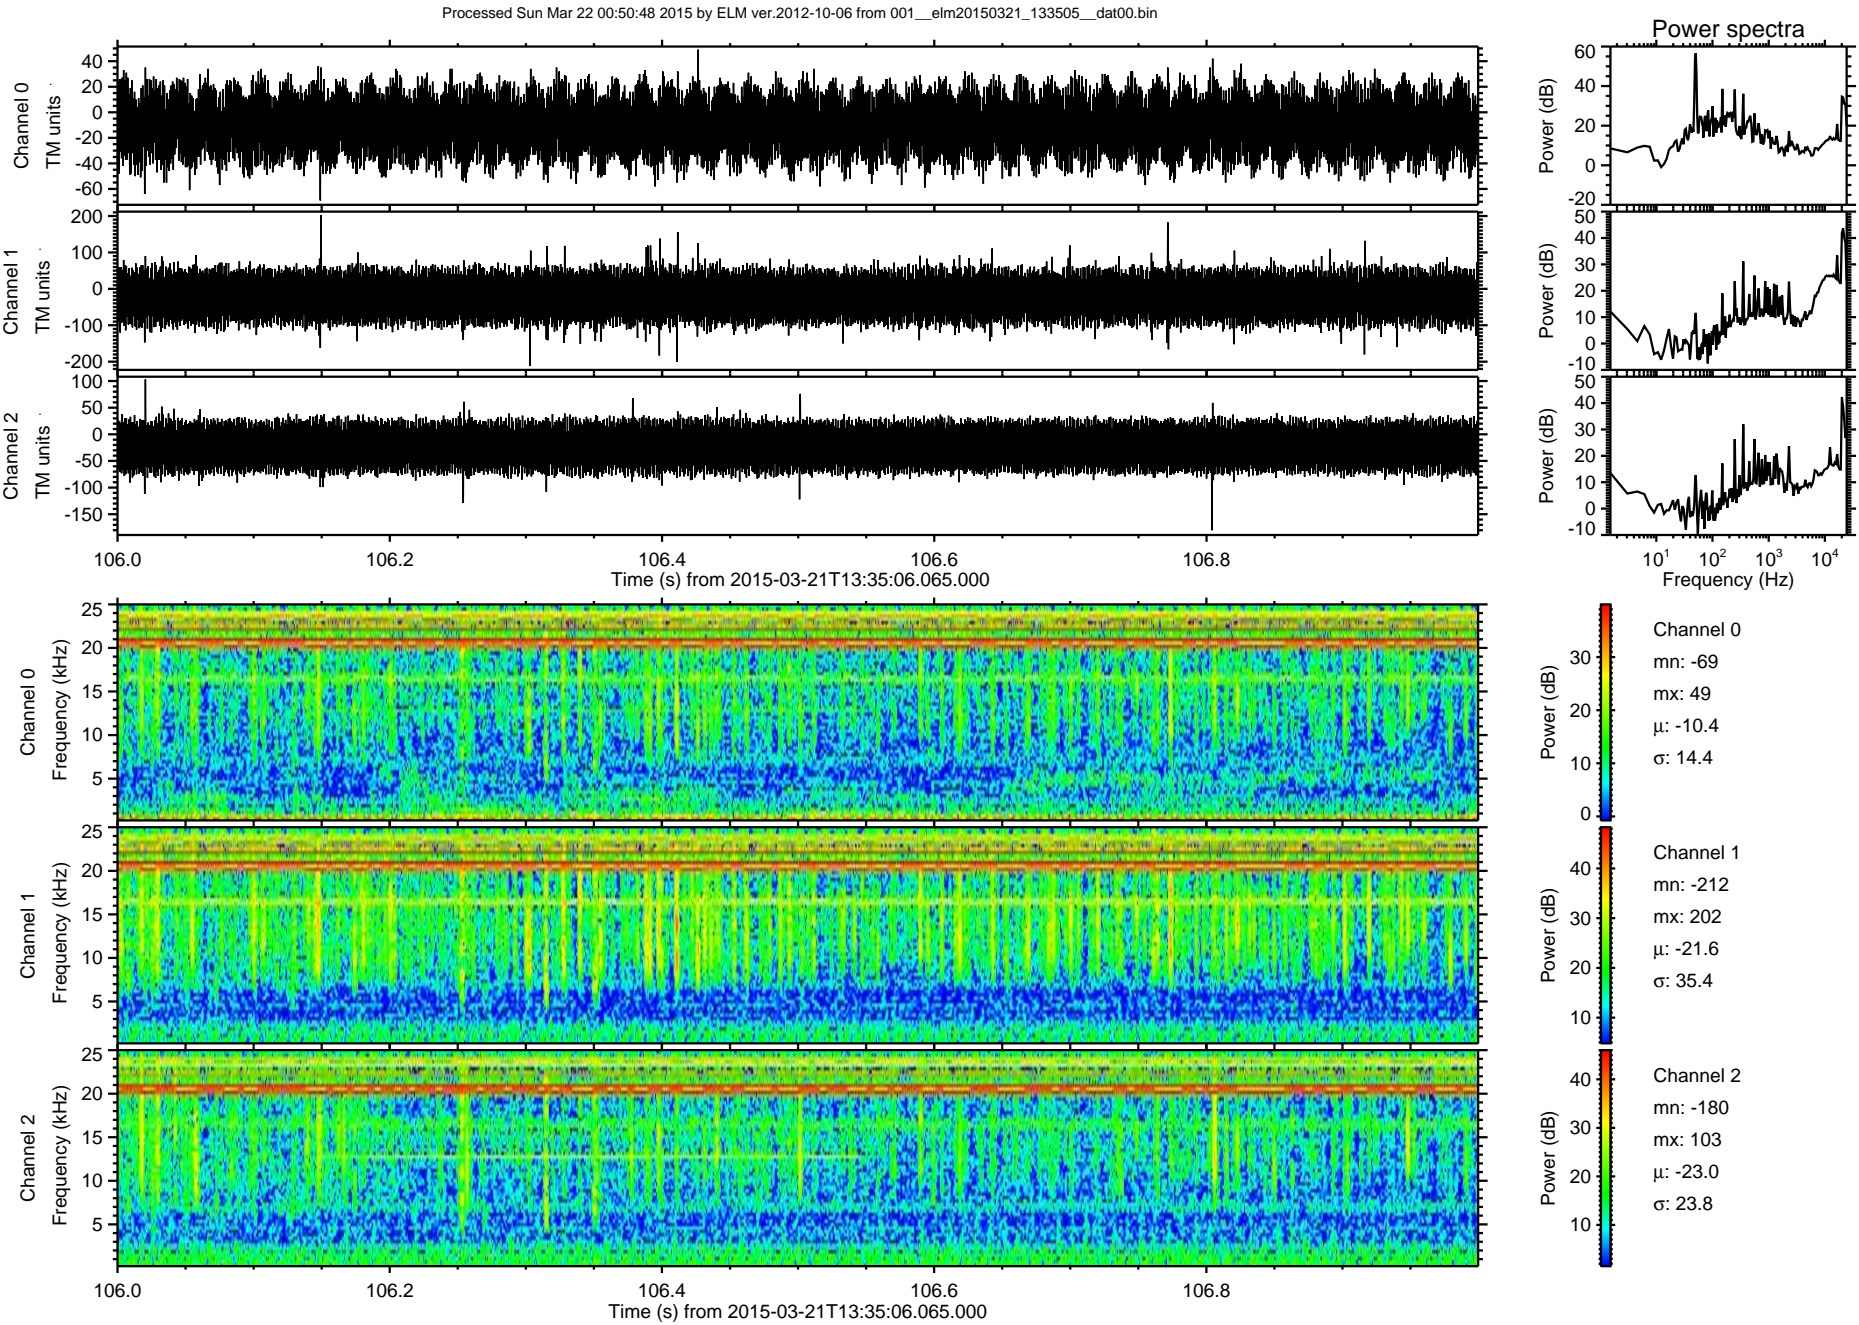 Processed Sun Mar 22 00:50:48 2015 by ELM ver.2012-10-06 from 001__elm20150321_133505__dat00.bin
Power spectra
Channel 0
TM units
40
20
0
-20
-40
-60
Power (dB)
60
40
20
0
-20
Channel 1
TM units
200
100
0
-100
-200
Power (dB)
50
40
30
20
10
0
-10
Channel 2
TM units
100
50
0
-50
-100
-150
Power (dB)
50
40
30
20
10
0
-10
106.0 106.2 106.4 106.6 106.8
Time (s) from 2015-03-21T13:35:06.065.000
10^1 10^2 10^3 10^4
Frequency (Hz)
Channel 0
Frequency (kHz)
25
20
15
10
5
Power (dB)
30
20
10
0
Channel 0
mn: -69
mx: 49
μ: -10.4
σ: 14.4
Channel 1
Frequency (kHz)
25
20
15
10
5
Power (dB)
40
30
20
10
Channel 1
mn: -212
mx: 202
μ: -21.6
σ: 35.4
Channel 2
Frequency (kHz)
25
20
15
10
5
Power (dB)
40
30
20
10
Channel 2
mn: -180
mx: 103
μ: -23.0
σ: 23.8
106.0 106.2 106.4 106.6 106.8
Time (s) from 2015-03-21T13:35:06.065.000